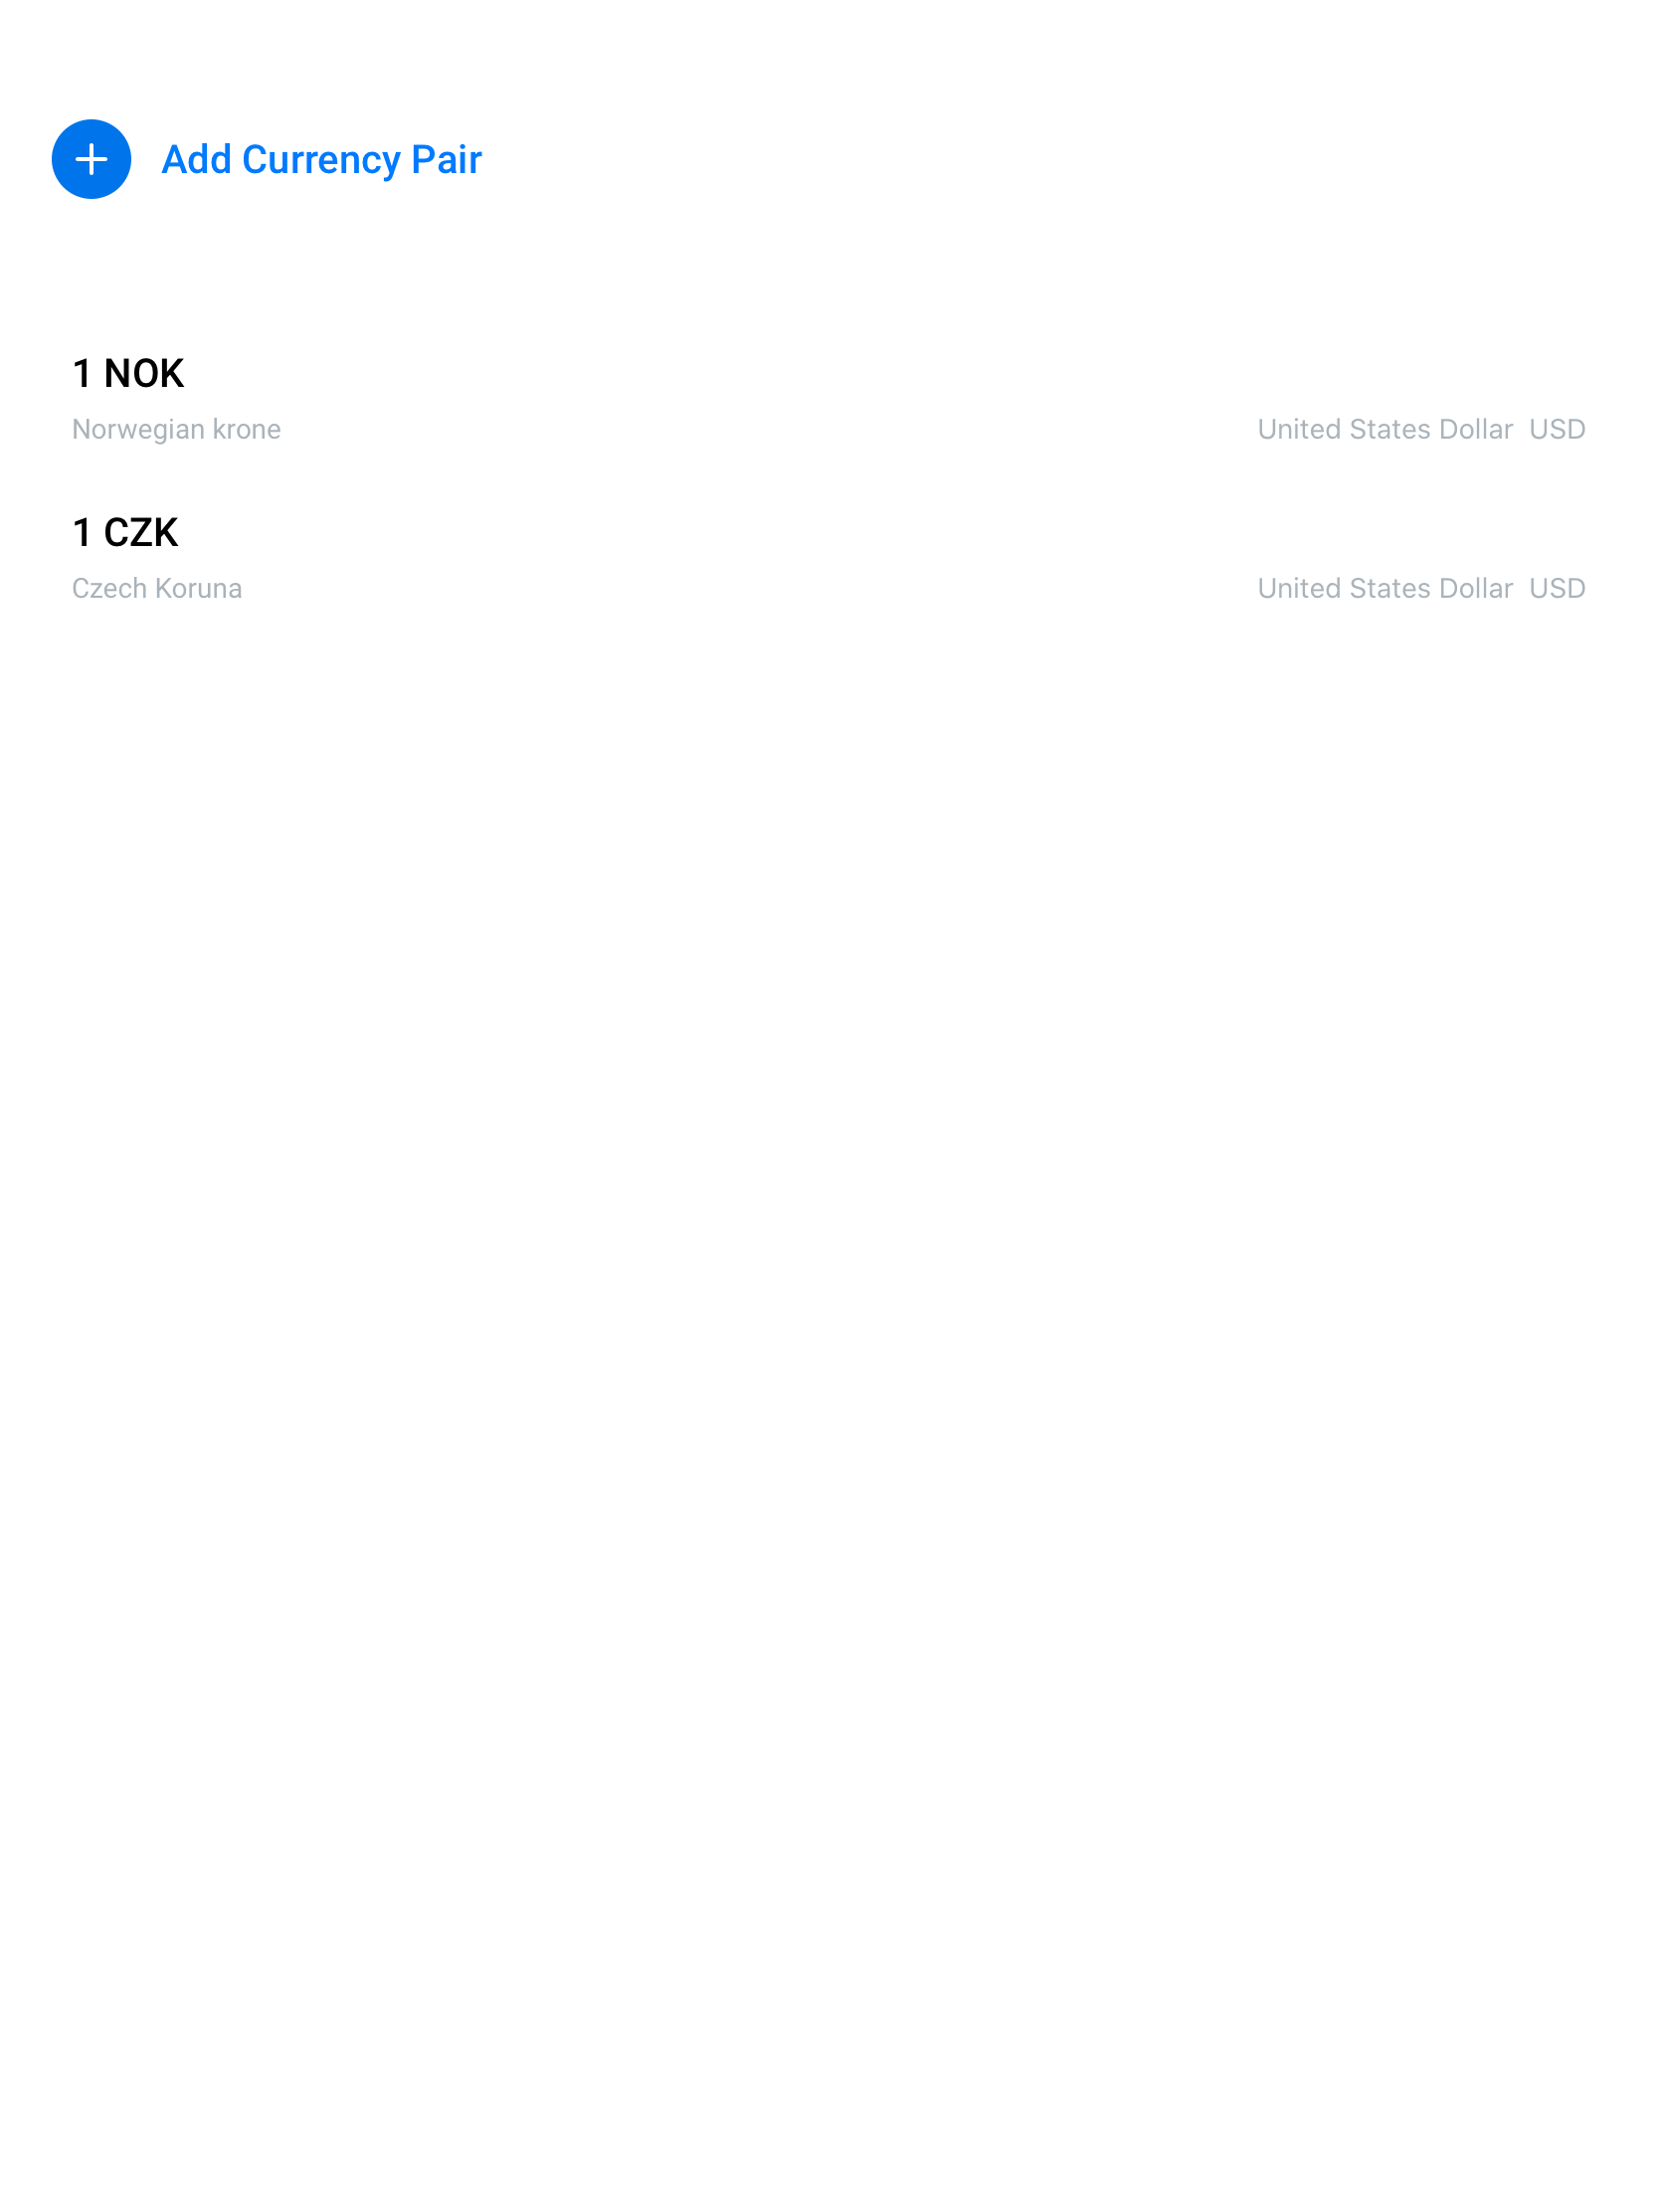 Add Currency Pair
1 NOK
Norwegian krone United States Dollar USD
1 CZK
Czech Koruna United States Dollar USD